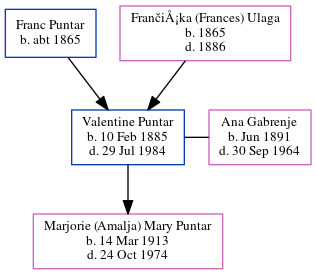 Franc Puntar
b. abt 1865
FrančiÅ¡ka (Frances) Ulaga
b. 1865
d. 1886
Valentine Puntar
b. 10 Feb 1885
d. 29 Jul 1984
Ana Gabrenje
b. Jun 1891
d. 30 Sep 1964
Marjorie (Amalja) Mary Puntar
b. 14 Mar 1913
d. 24 Oct 1974